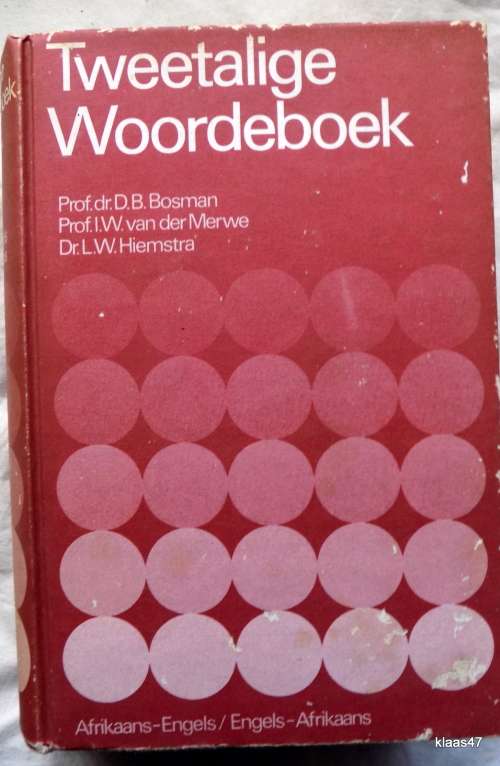 Tweetalige
Woordeboek
Prof. dr. D. B. Bosman
Prof. I. W. van der Merwe
Dr. L. W. Hiemstra
Afrikaans-Engels / Engels-Afrikaans
klaas47